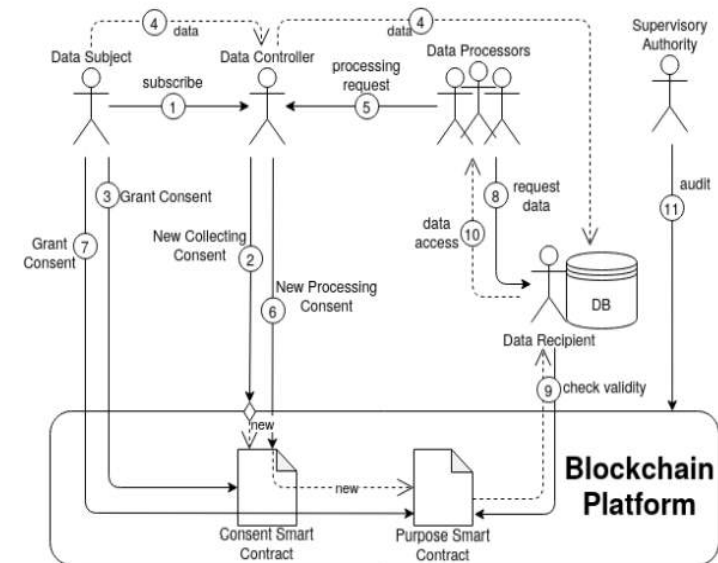 4
data
4
data
Supervisory
Authority
Data Subject
Data Controller
Data Processors
subscribe
1
processing
request
5
3
Grant Consent
Grant
Consent
7
New Collecting
Consent
2
New Processing
Consent
6
8
request
data
data
access
10
audit
11
DB
Data Recipient
9
check validity
new
new
Blockchain
Platform
Consent Smart
Contract
Purpose Smart
Contract